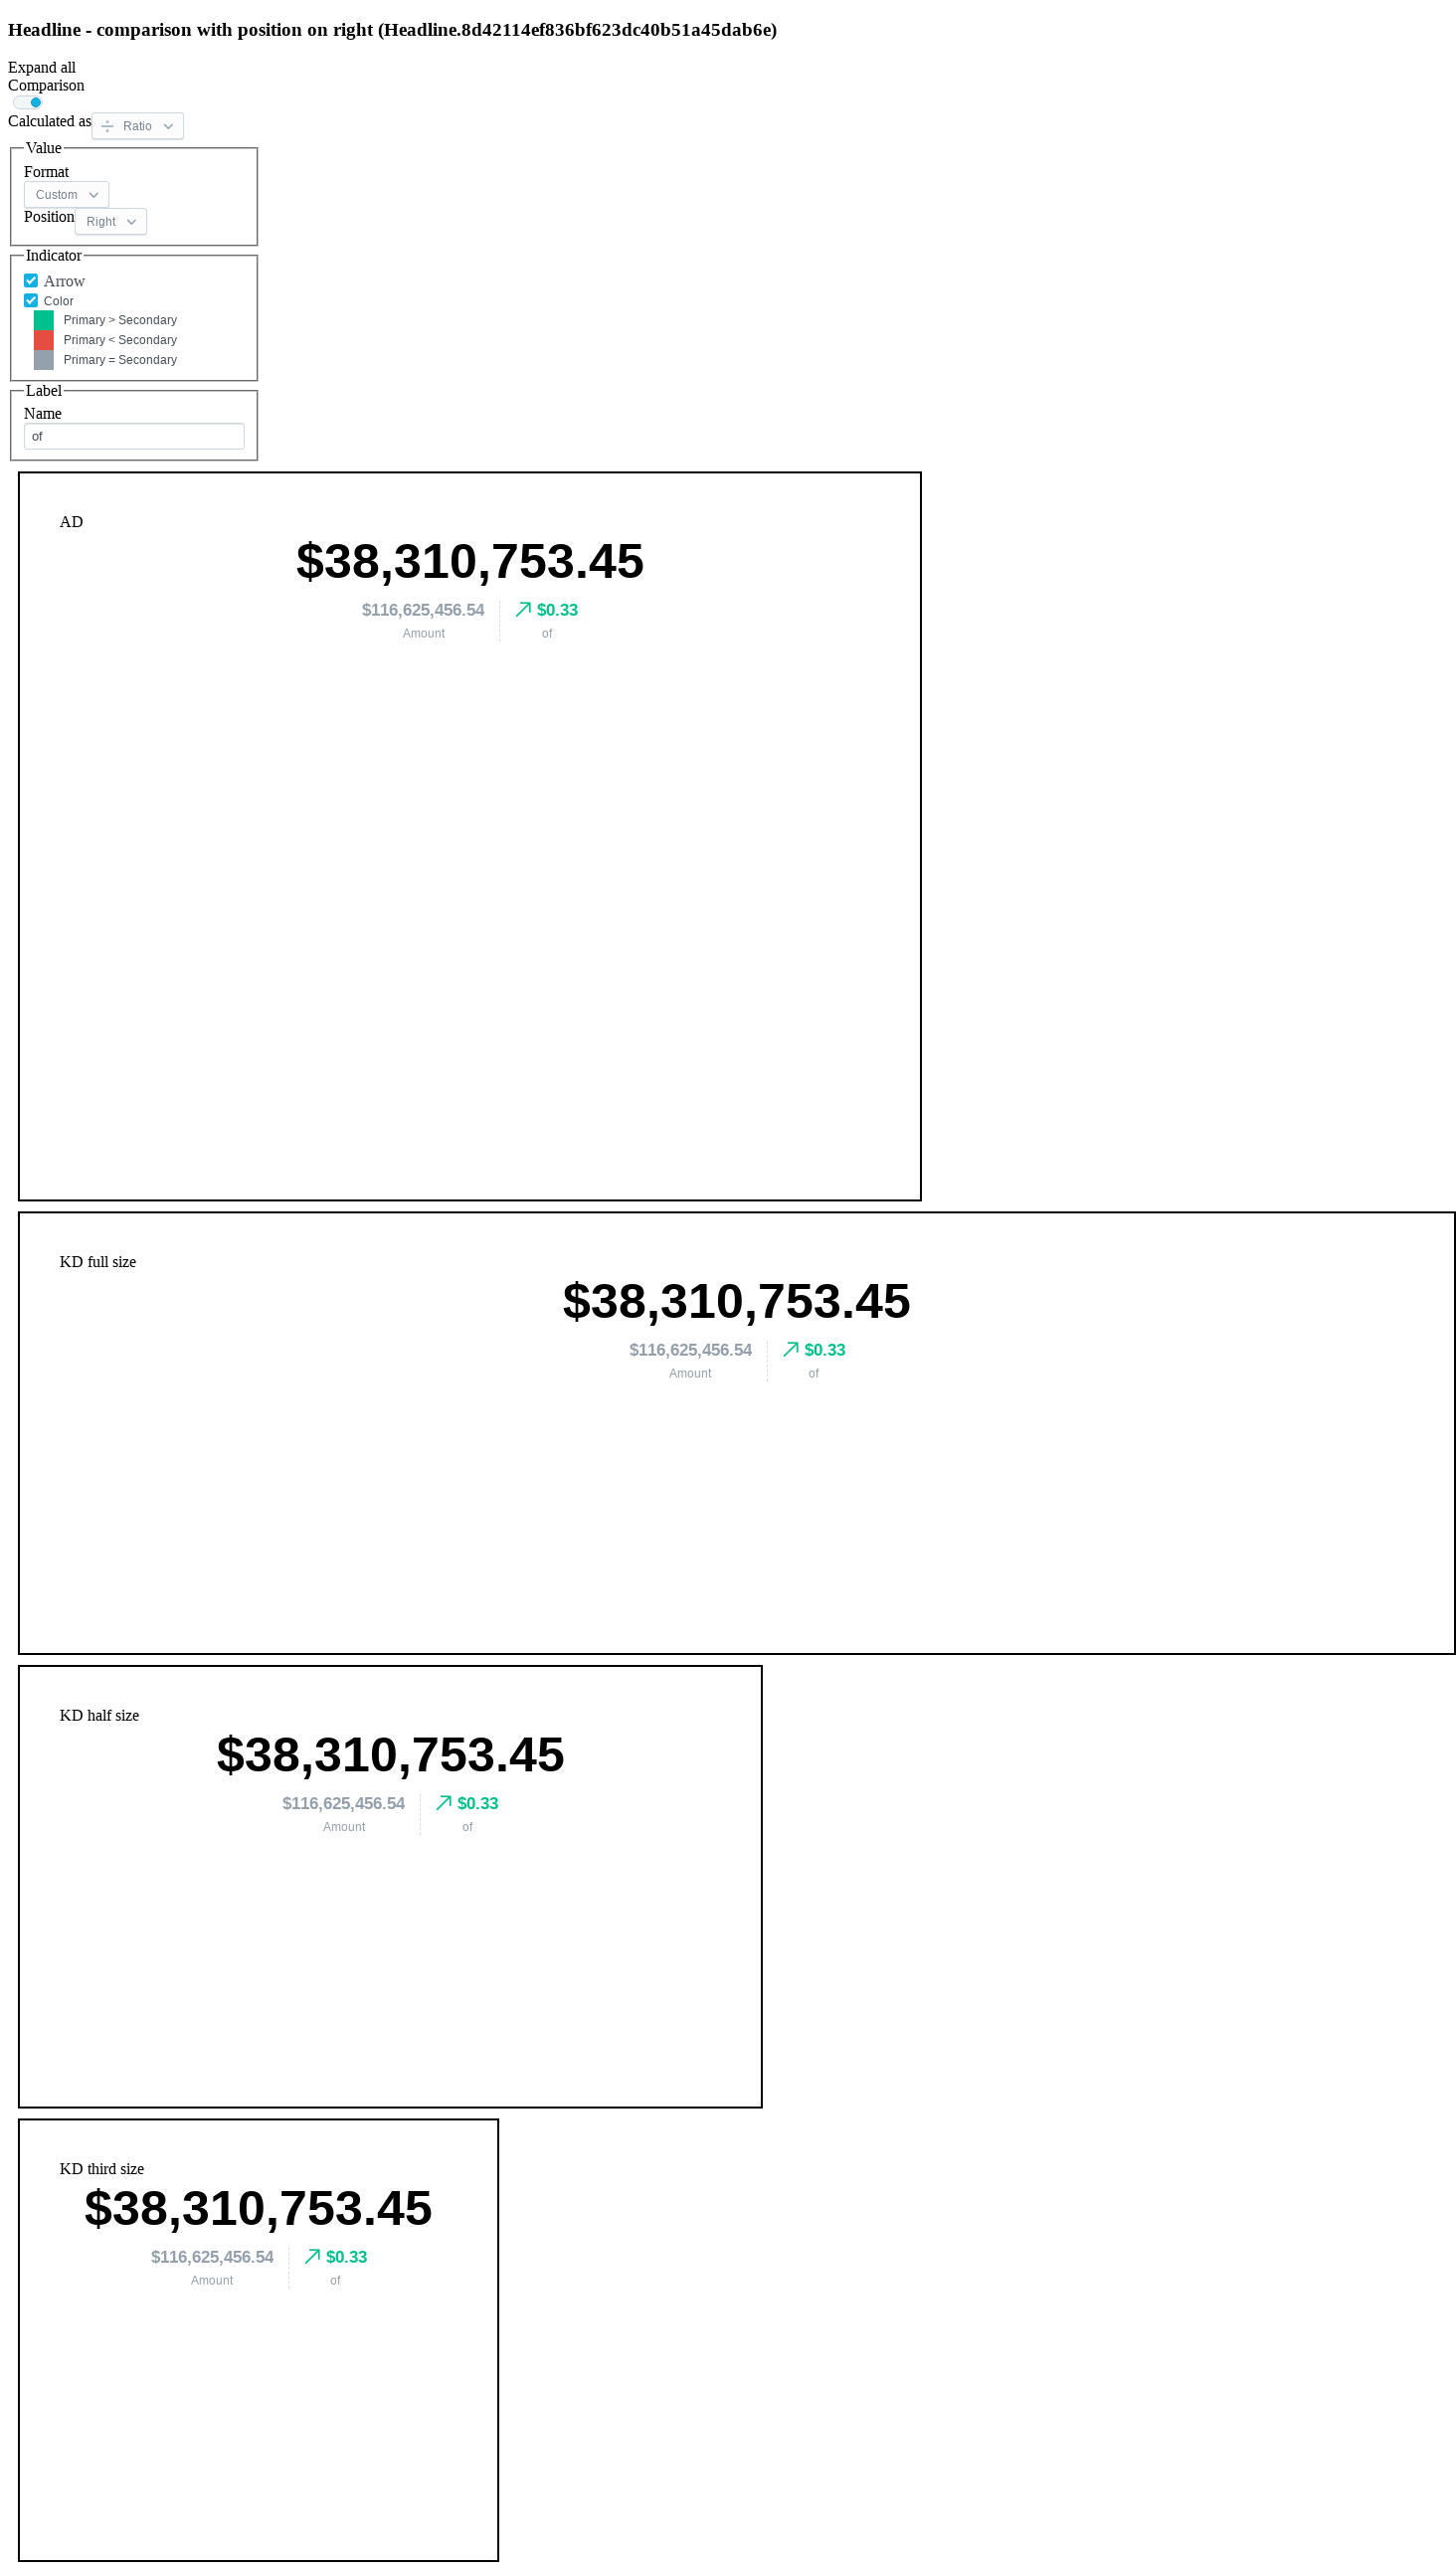 Headline - comparison with position on right (Headline.8d42114ef836bf623dc40b51a45dab6e)
Expand all
Comparison
Calculated as Ratio
Value
Format
Custom
Position Right
Indicator
Arrow
Color
Primary > Secondary
Primary < Secondary
Primary = Secondary
Label
Name
of
AD
$38,310,753.45
$116,625,456.54 $0.33
Amount of
KD full size
$38,310,753.45
$116,625,456.54 $0.33
Amount of
KD half size
$38,310,753.45
$116,625,456.54 $0.33
Amount of
KD third size
$38,310,753.45
$116,625,456.54 $0.33
Amount of